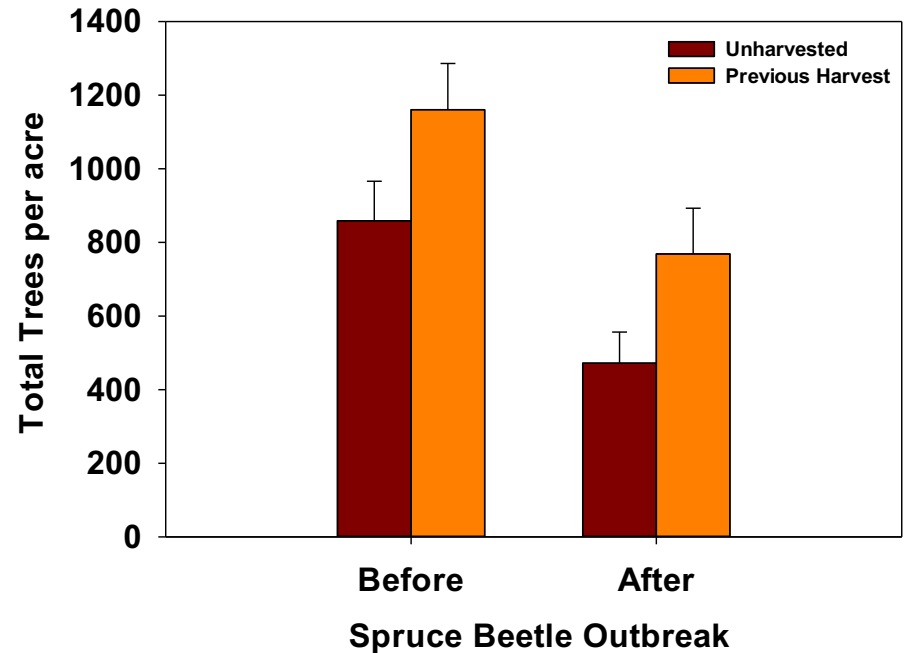 Total Trees per acre
1400
1200
1000
800
600
400
200
0
Unharvested
Previous Harvest
Before
After
Spruce Beetle Outbreak